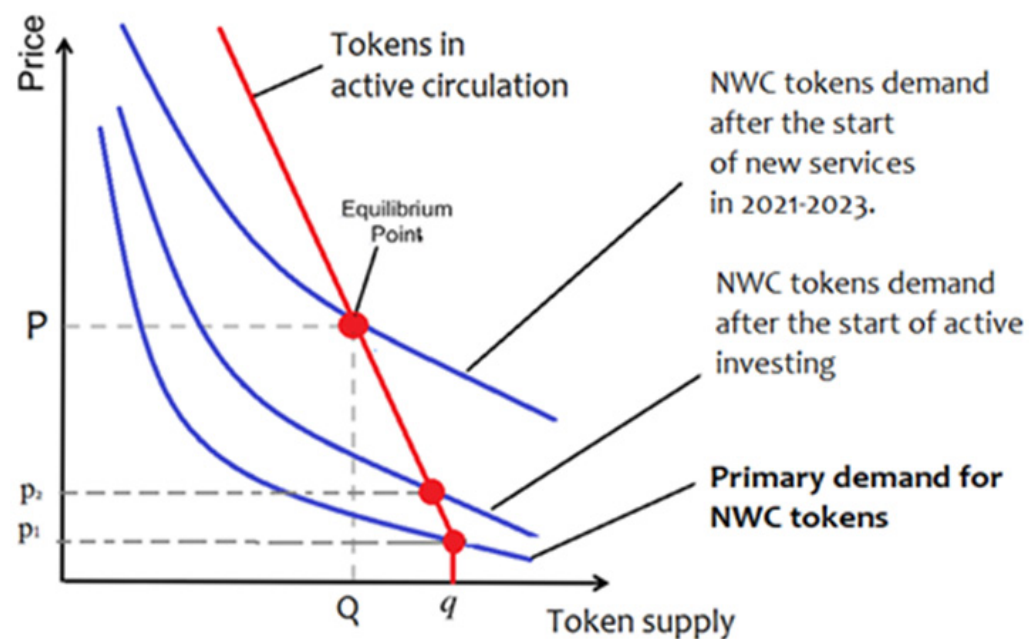 Price
Tokens in
active circulation
NWC tokens demand
after the start
of new services
in 2021-2023.
Equilibrium
Point
NWC tokens demand
after the start of active
investing
P
Primary demand for
NWC tokens
p₂
p₁
Q
q
Token supply